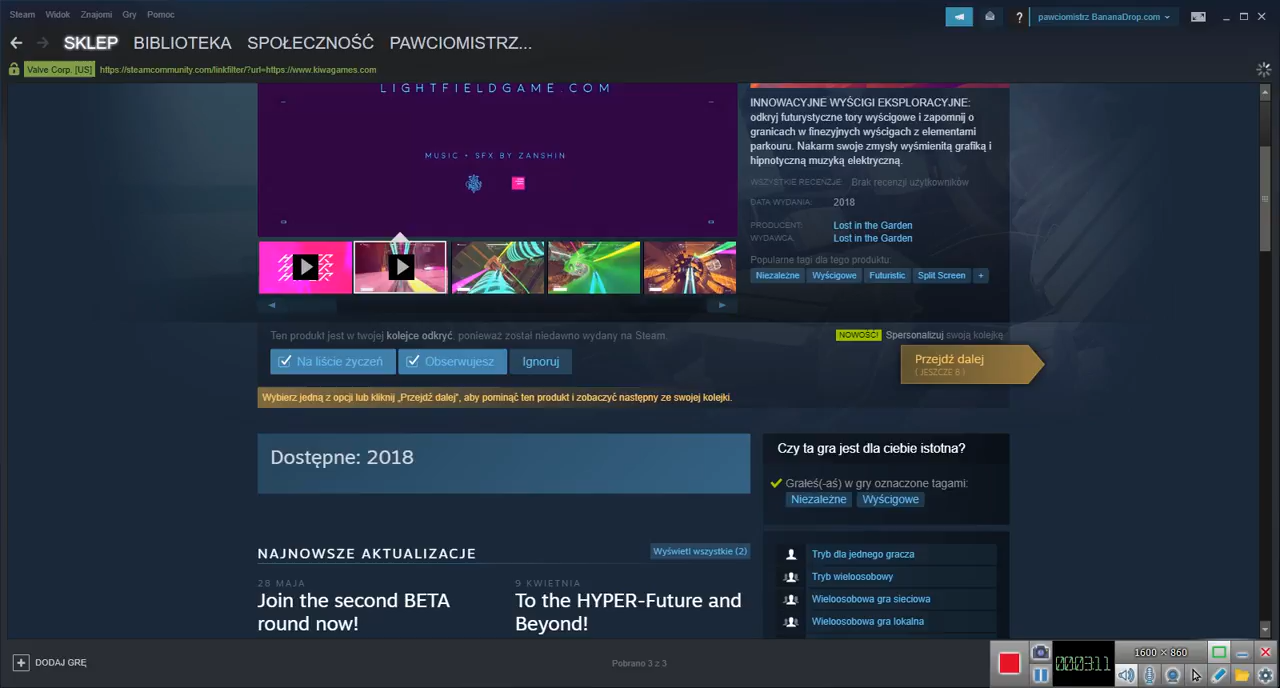 Steam Widok Znajomi Gry Pomoc
? pawciomistrz BananaDrop.com
SKLEP BIBLIOTEKA SPOŁECZNOŚĆ PAWCIOMISTRZ...
Valve Corp. [US] https://steamcommunity.com/linkfilter/?url=https://www.kiwagames.com
LIGHTFIELDGAME.COM
MUSIC • SFX BY ZANSHIN
INNOWACYJNE WYŚCIGI EKSPLORACYJNE:
odkryj futurystyczne tory wyścigowe i zapomnij o
granicach w finezyjnych wyścigach z elementami
parkouru. Nakarm swoje zmysły wyśmienitą grafiką i
hipnotyczną muzyką elektryczną.
WSZYSTKIE RECENZJE: Brak recenzji użytkowników
DATA WYDANIA: 2018
PRODUCENT: Lost in the Garden
WYDAWCA: Lost in the Garden
Popularne tagi dla tego produktu:
Niezależne Wyścigowe Futuristic Split Screen +
Ten produkt jest w twojej kolejce odkryć, ponieważ został niedawno wydany na Steam.
NOWOŚĆ! Spersonalizuj swoją kolejkę
Na liście życzeń Obserwujesz Ignoruj
Przejdź dalej
( JESZCZE 6 )
Wybierz jedną z opcji lub kliknij „Przejdź dalej”, aby pominąć ten produkt i zobaczyć następny ze swojej kolejki.
Dostępne: 2018
Czy ta gra jest dla ciebie istotna?
Grałeś(-aś) w gry oznaczone tagami:
Niezależne Wyścigowe
NAJNOWSZE AKTUALIZACJE Wyświetl wszystkie (2)
28 MAJA
Join the second BETA
round now!
9 KWIETNIA
To the HYPER-Future and
Beyond!
Tryb dla jednego gracza
Tryb wieloosobowy
Wieloosobowa gra sieciowa
Wieloosobowa gra lokalna
+ DODAJ GRĘ
Pobrano 3 z 3
000:3:11
1600 × 860